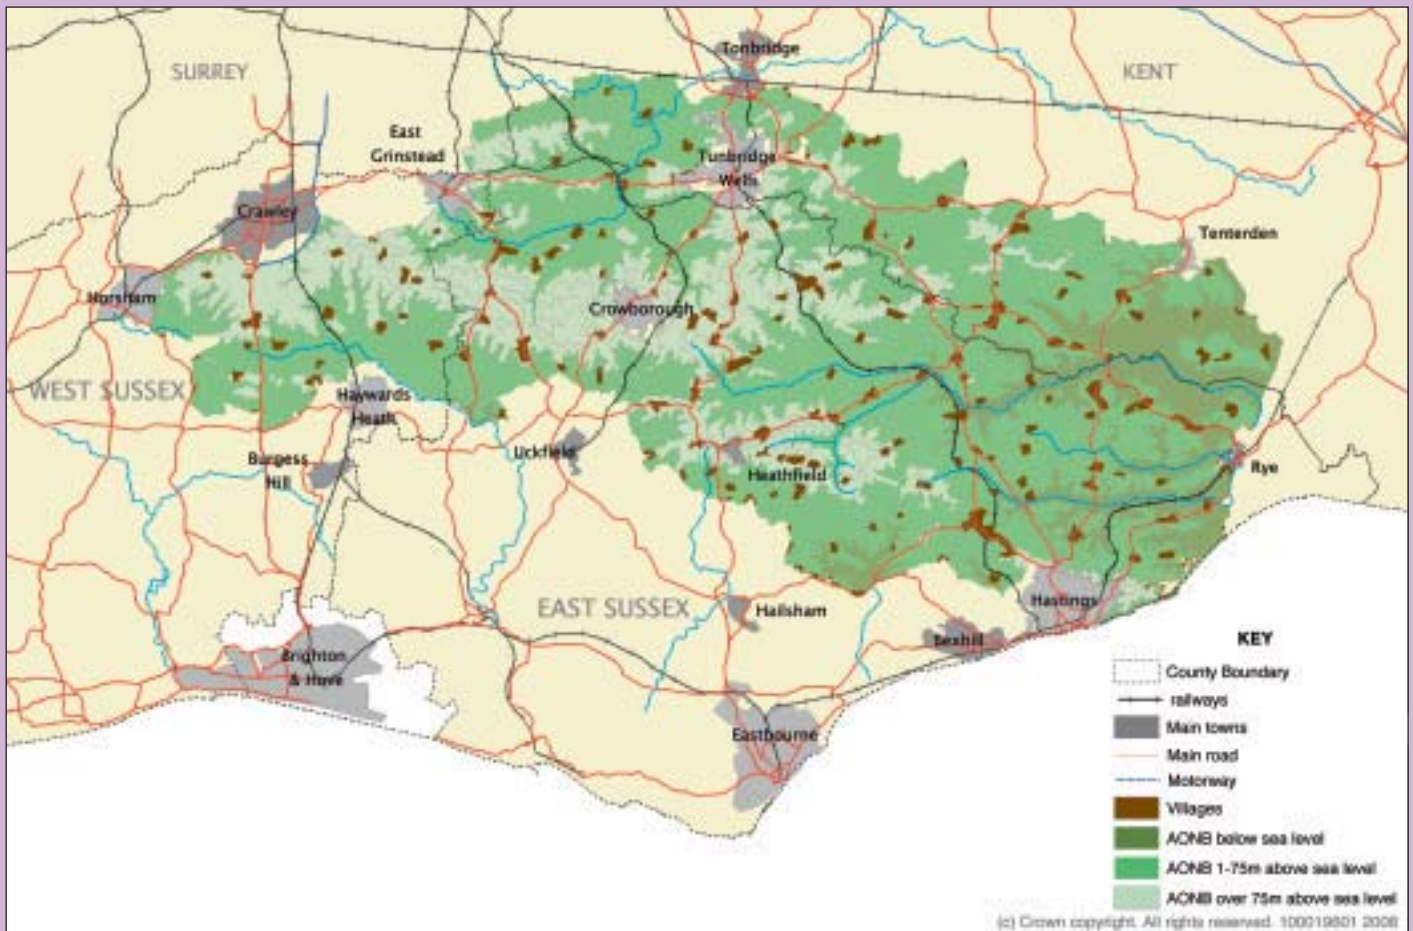 Tonbridge
SURREY
KENT
East
Grinstead
Tunbridge
Wells
Crawley
Tenterden
Horsham
Crowborough
WEST SUSSEX
Haywards
Heath
Uckfield
Burgess
Hill
Heathfield
Rye
EAST SUSSEX
Hailsham
Hastings
Bexhill
Brighton
& Hove
Eastbourne
KEY
County Boundary
railways
Main towns
Main road
Motorway
Villages
AONB below sea level
AONB 1-75m above sea level
AONB over 75m above sea level
(c) Crown copyright. All rights reserved. 100019601 2008